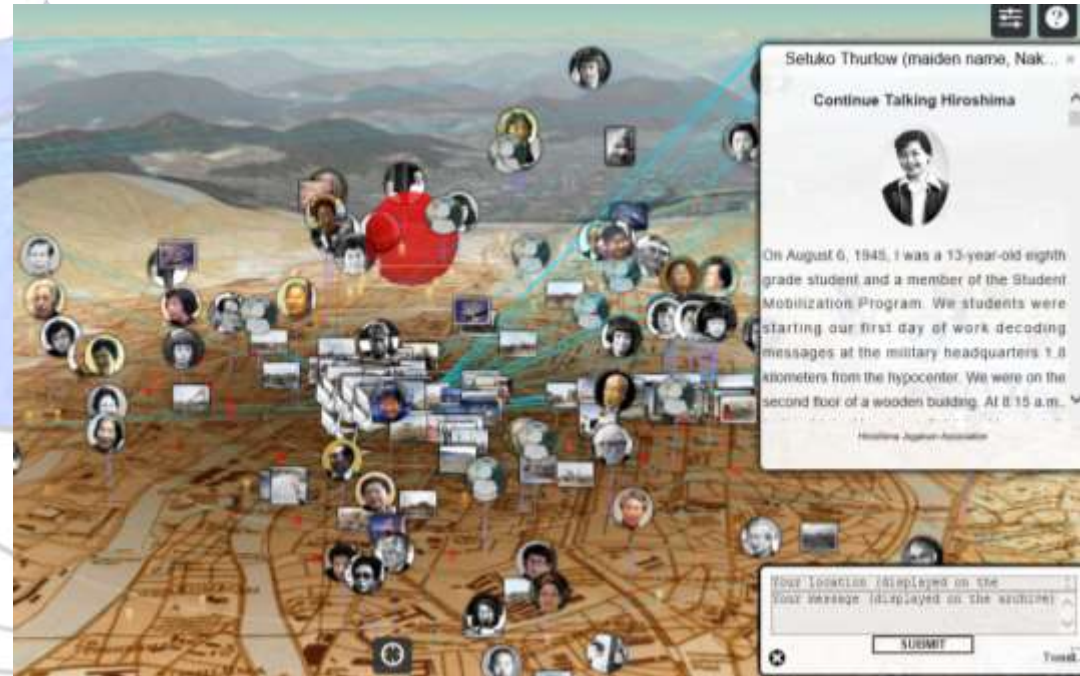 Setuko Thurlow (maiden name, Nak...
Continue Talking Hiroshima
On August 6, 1945, I was a 13-year-old eighth
grade student and a member of the Student
Mobilization Program. We students were
starting our first day of work decoding
messages at the military headquarters 1.8
kilometers from the hypocenter. We were on the
second floor of a wooden building. At 8:15 a.m.,
Hiroshima Jogakuin Association
Your location (displayed on the
Your message (displayed on the archive)
SUBMIT
Tweet